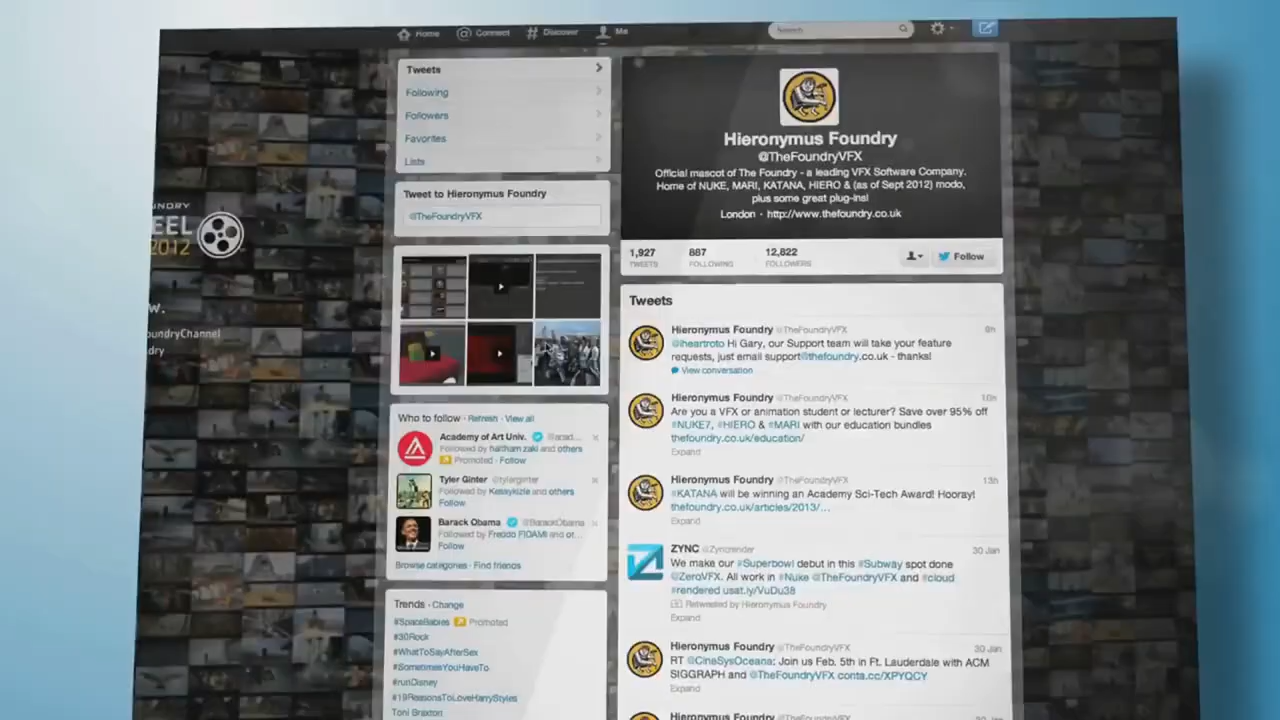 Home
Connect
Discover
Me
Search
Tweets
Following
Followers
Favorites
Lists
Tweet to Hieronymus Foundry
@TheFoundryVFX
Who to follow · Refresh · View all
Academy of Art Univ. @acad...
Followed by haitham zaki and others
Promoted · Follow
Tyler Ginter @tylerginter
Followed by and others
Follow
Barack Obama @BarackObama
Followed by Freddo FIOAMI and or...
Follow
Browse categories · Find friends
Trends · Change
#SpaceBabies Promoted
#30Rock
#WhatToSayAfterSex
#SometimesYouHaveTo
#runDisney
#19ReasonsToLoveHarryStyles
Toni Braxton
UNDRY
EEL
2012
w.
oundryChannel
dry
Hieronymus Foundry
@TheFoundryVFX
Official mascot of The Foundry - a leading VFX Software Company.
Home of NUKE, MARI, KATANA, HIERO & (as of Sept 2012) modo,
plus some great plug-ins!
London · http://www.thefoundry.co.uk
1,927
TWEETS
887
FOLLOWING
12,822
FOLLOWERS
Follow
Tweets
Hieronymus Foundry @TheFoundryVFX
@iheartroto Hi Gary, our Support team will take your feature
requests, just email support@thefoundry.co.uk - thanks!
View conversation
Hieronymus Foundry @TheFoundryVFX
Are you a VFX or animation student or lecturer? Save over 95% off
#NUKE7, #HIERO & #MARI with our education bundles
thefoundry.co.uk/education/
Expand
Hieronymus Foundry @TheFoundryVFX 13h
#KATANA will be winning an Academy Sci-Tech Award! Hooray!
thefoundry.co.uk/articles/2013/...
Expand
ZYNC @Zyncrender 30 Jan
We make our #Superbowl debut in this #Subway spot done
@ZeroVFX. All work in #Nuke @TheFoundryVFX and #cloud
#rendered usat.ly/VuDu38
Retweeted by Hieronymus Foundry
Expand
Hieronymus Foundry @TheFoundryVFX 30 Jan
RT @CineSysOceana: Join us Feb. 5th in Ft. Lauderdale with ACM
SIGGRAPH and @TheFoundryVFX conta.cc/XPYQCY
Expand
Hieronymus Foundry @TheFoundryVFX 30 Jan